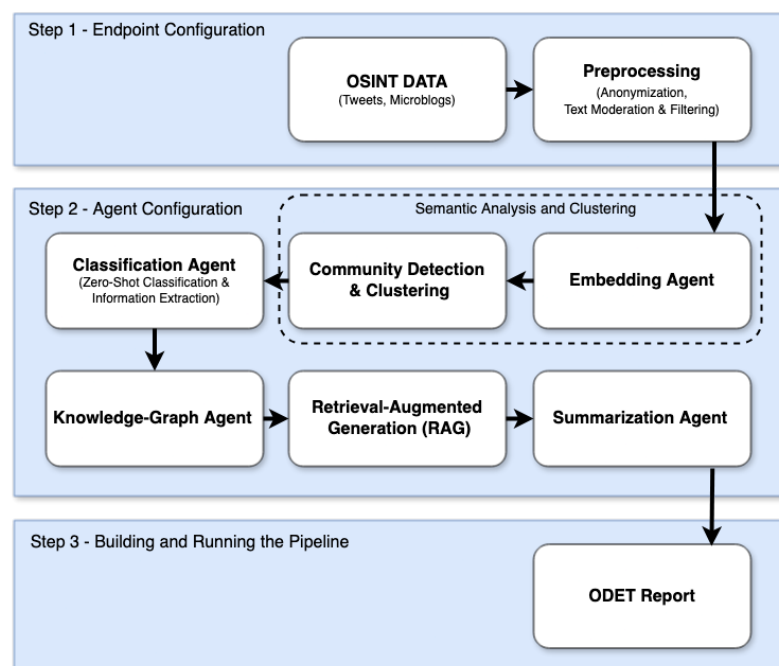 Step 1 - Endpoint Configuration
OSINT DATA
(Tweets, Microblogs)
Preprocessing
(Anonymization,
Text Moderation & Filtering)
Step 2 - Agent Configuration
Semantic Analysis and Clustering
Classification Agent
(Zero-Shot Classification &
Information Extraction)
Community Detection
& Clustering
Embedding Agent
Knowledge-Graph Agent
Retrieval-Augmented
Generation (RAG)
Summarization Agent
Step 3 - Building and Running the Pipeline
ODET Report